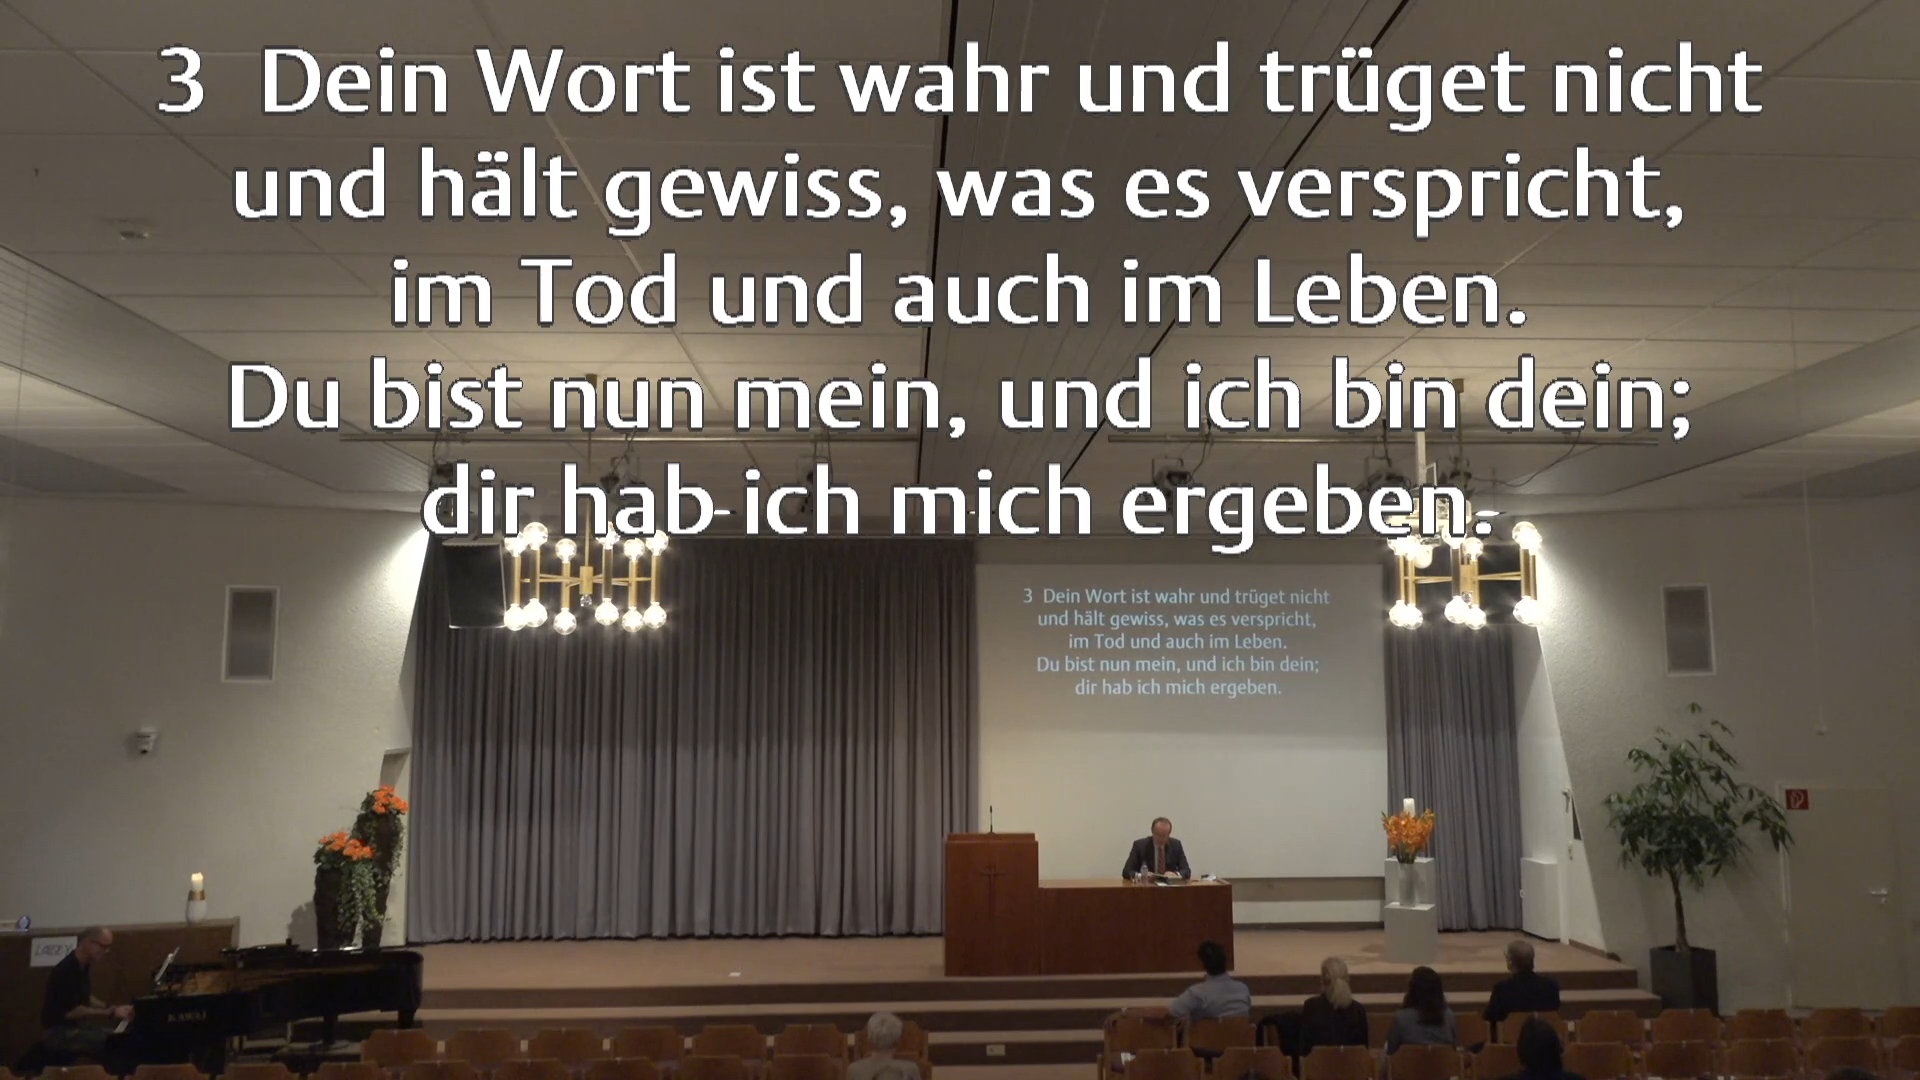 3 Dein Wort ist wahr und trüget nicht
und hält gewiss, was es verspricht,
im Tod und auch im Leben.
Du bist nun mein, und ich bin dein;
dir hab ich mich ergeben.
3 Dein Wort ist wahr und trüget nicht
und hält gewiss, was es verspricht,
im Tod und auch im Leben.
Du bist nun mein, und ich bin dein;
dir hab ich mich ergeben.
KAWAI